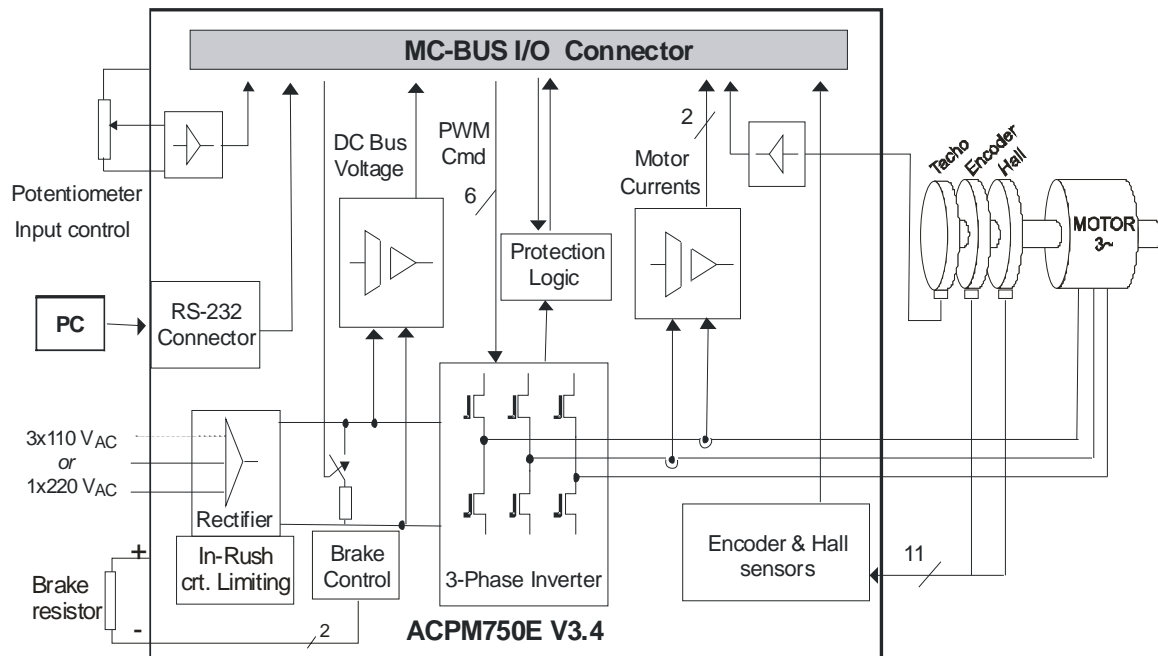 MC-BUS I/O Connector
DC Bus
Voltage
PWM
Cmd
6
2
Motor
Currents
Tacho
Encoder
Hall
MOTOR
3~
Potentiometer
Input control
Protection
Logic
PC
RS-232
Connector
3x110 VAC
or
1x220 VAC
Rectifier
In-Rush
crt. Limiting
Brake
Control
3-Phase Inverter
Encoder & Hall
sensors
11
+
Brake
resistor
-
2
ACPM750E V3.4